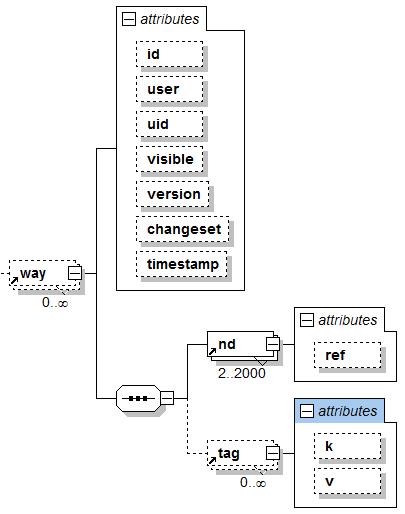 attributes
id
user
uid
visible
version
changeset
timestamp
way
0..∞
nd
2..2000
attributes
ref
tag
0..∞
attributes
k
v